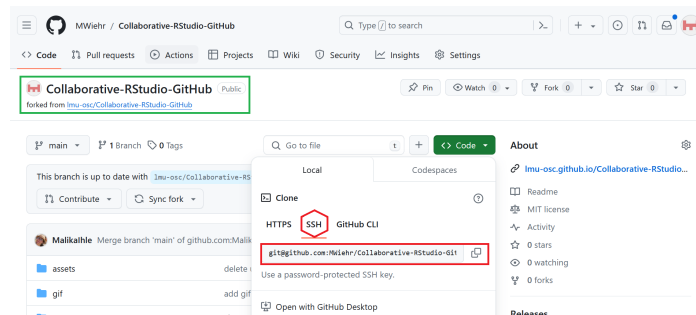 MWiehr / Collaborative-RStudio-GitHub
Type / to search
Code Pull requests Actions Projects Wiki Security Insights Settings
Collaborative-RStudio-GitHub Public
forked from lmu-osc/Collaborative-RStudio-GitHub
Pin Watch 0 Fork 0 Star 0
main 1 Branch 0 Tags
Go to file t
Code
About
This branch is up to date with lmu-osc/Collaborative-RS
Contribute Sync fork
Local Codespaces
Clone
HTTPS SSH GitHub CLI
git@github.com:MWiehr/Collaborative-RStudio-Git
Use a password-protected SSH key.
Open with GitHub Desktop
MalikaIhle Merge branch 'main' of github.com:Malik
assets delete
gif add gif
lmu-osc.github.io/Collaborative-RStudio...
Readme
MIT license
Activity
0 stars
0 watching
0 forks
Releases